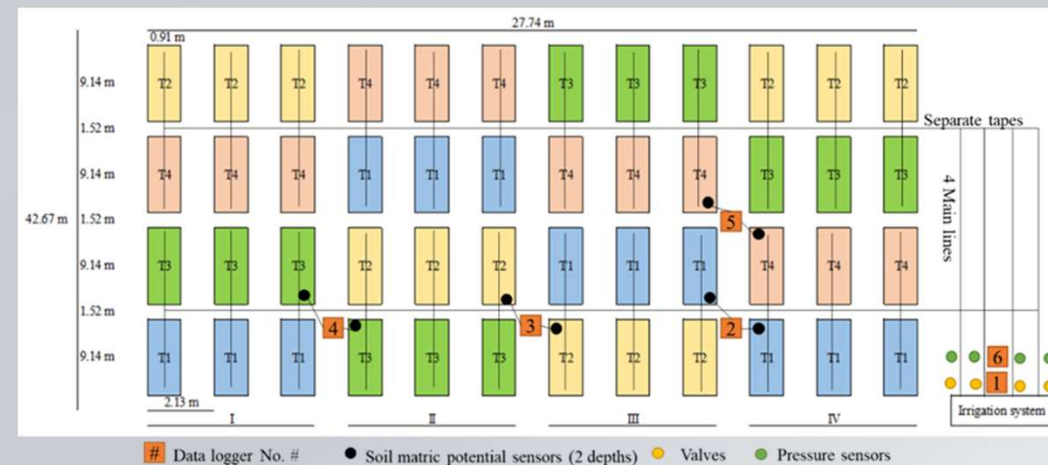 27.74 m
0.91 m
9.14 m T2 T2 T2 T4 T4 T4 T3 T3 T3 T2 T2 T2
1.52 m Separate tapes
9.14 m T4 T4 T4 T1 T1 T1 T4 T4 T4 T3 T3 T3
4 Main lines
42.67 m 1.52 m 5
9.14 m T3 T3 T3 T2 T2 T2 T1 T1 T1 T4 T4 T4
1.52 m
4 3 2
9.14 m T1 T1 T1 T3 T3 T3 T2 T2 T2 T1 T1 T1 6
1
2.13 m
I II III IV Irrigation system
# Data logger No. # Soil matric potential sensors (2 depths) Valves Pressure sensors